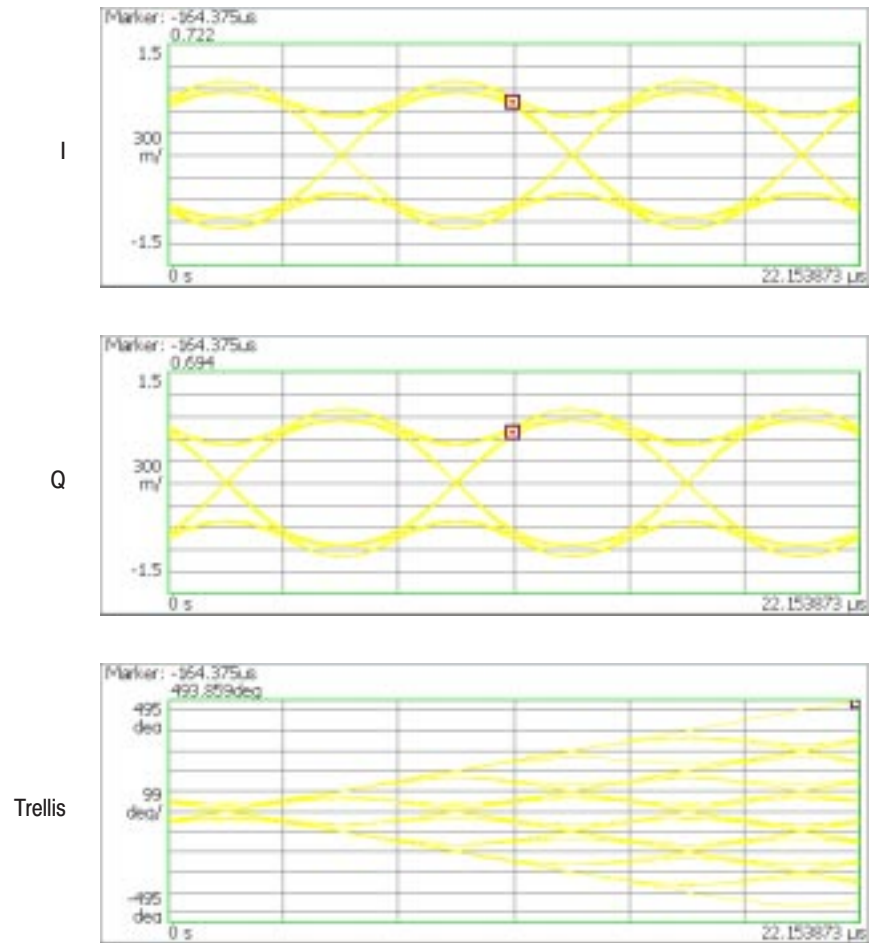 Marker: -164.375us
0.722
1.5
300
m/
-1.5
0 s
22.153873 µs
I
Marker: -164.375us
0.694
1.5
300
m/
-1.5
0 s
22.153873 µs
Q
Marker: -164.375us
493.859deg
495
deg
99
deg/
-495
deg
0 s
22.153873 µs
Trellis